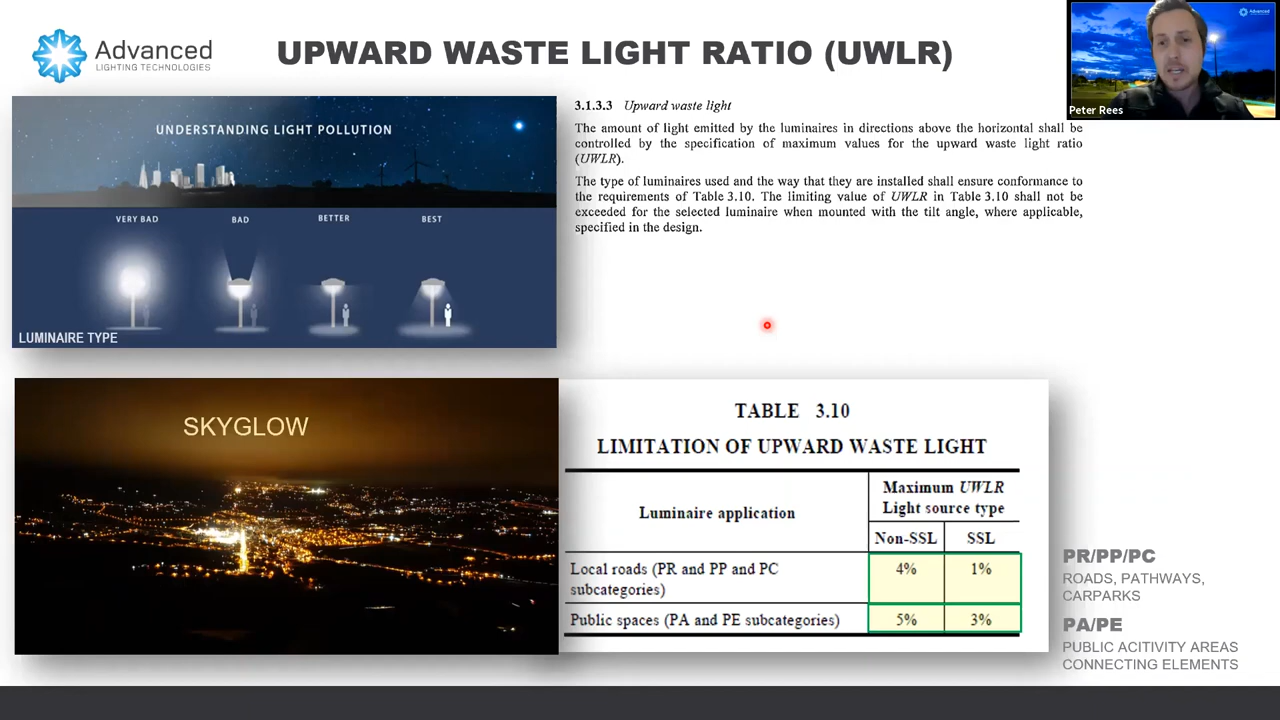 Advanced
LIGHTING TECHNOLOGIES
UPWARD WASTE LIGHT RATIO (UWLR)
Advanced
Peter Rees
UNDERSTANDING LIGHT POLLUTION
VERY BAD
BAD
BETTER
BEST
LUMINAIRE TYPE
3.1.3.3 Upward waste light
The amount of light emitted by the luminaires in directions above the horizontal shall be
controlled by the specification of maximum values for the upward waste light ratio
(UWLR).
The type of luminaires used and the way that they are installed shall ensure conformance to
the requirements of Table 3.10. The limiting value of UWLR in Table 3.10 shall not be
exceeded for the selected luminaire when mounted with the tilt angle, where applicable,
specified in the design.
SKYGLOW
TABLE 3.10
LIMITATION OF UPWARD WASTE LIGHT
Luminaire application
Maximum UWLR
Light source type
Non-SSL
SSL
Local roads (PR and PP and PC
subcategories)
4%
1%
Public spaces (PA and PE subcategories)
5%
3%
PR/PP/PC
ROADS, PATHWAYS,
CARPARKS
PA/PE
PUBLIC ACITIVITY AREAS
CONNECTING ELEMENTS